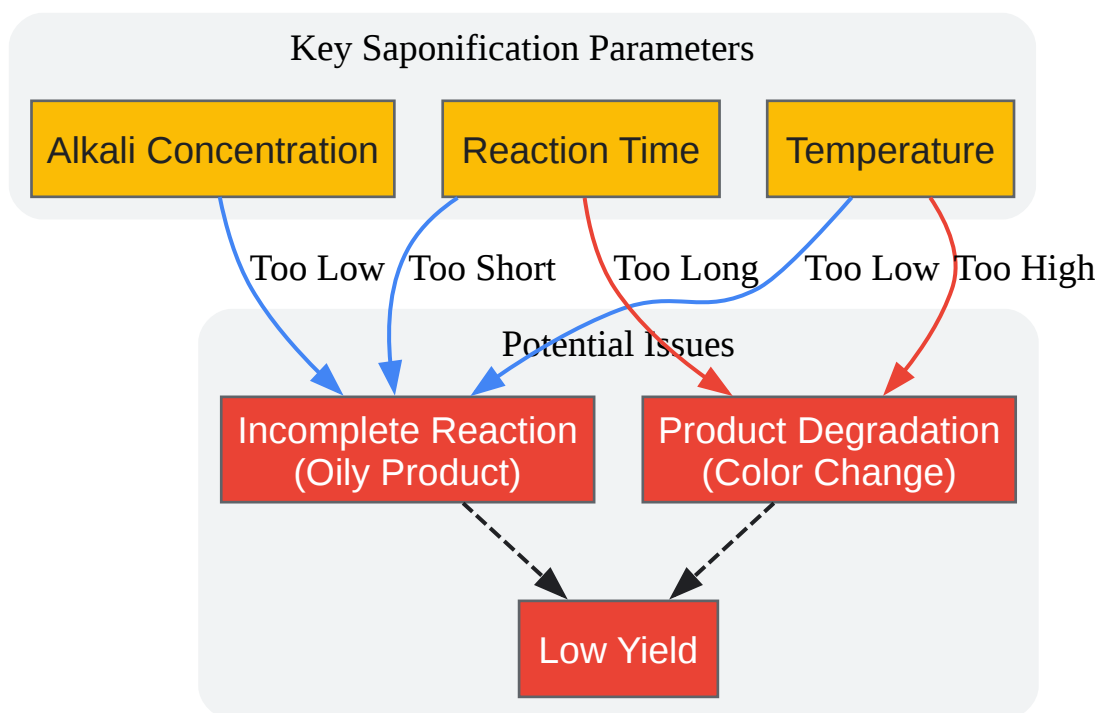 Key Saponification Parameters
Alkali Concentration
Reaction Time
Temperature
Too Low
Too Short
Too Long
Too Low
Too High
Potential Issues
Incomplete Reaction
(Oily Product)
Product Degradation
(Color Change)
Low Yield